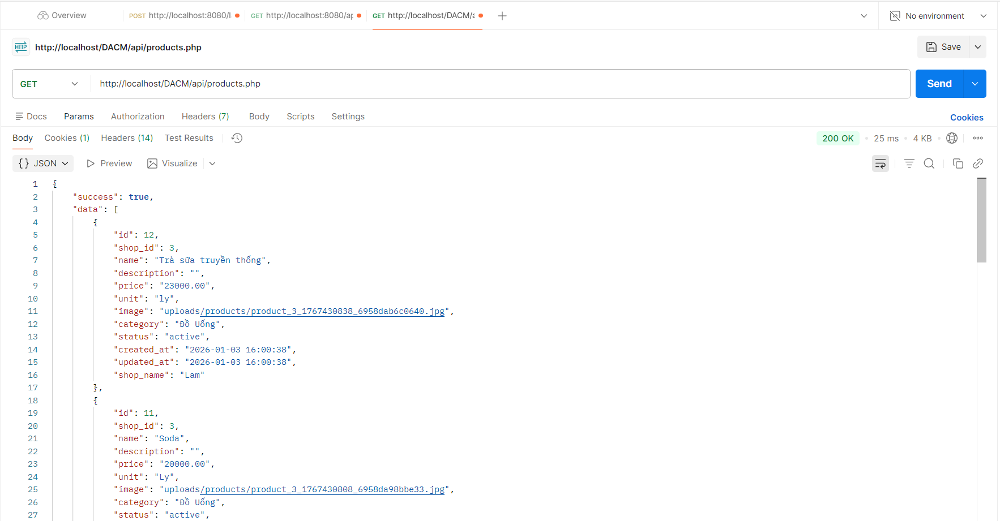 Overview POST http://localhost:8080/l GET http://localhost:8080/ap GET http://localhost/DACM/a No environment
HTTP http://localhost/DACM/api/products.php Save
GET http://localhost/DACM/api/products.php Send
Docs Params Authorization Headers (7) Body Scripts Settings Cookies
Body Cookies (1) Headers (14) Test Results 200 OK • 25 ms • 4 KB •
{} JSON Preview Visualize
1 {
2 "success": true,
3 "data": [
4 {
5 "id": 12,
6 "shop_id": 3,
7 "name": "Trà sữa truyền thống",
8 "description": "",
9 "price": "23000.00",
10 "unit": "ly",
11 "image": "uploads/products/product_3_1767430838_6958dab6c0640.jpg",
12 "category": "Đồ Uống",
13 "status": "active",
14 "created_at": "2026-01-03 16:00:38",
15 "updated_at": "2026-01-03 16:00:38",
16 "shop_name": "Lam"
17 },
18 {
19 "id": 11,
20 "shop_id": 3,
21 "name": "Soda",
22 "description": "",
23 "price": "20000.00",
24 "unit": "Ly",
25 "image": "uploads/products/product_3_1767430808_6958da98bbe33.jpg",
26 "category": "Đồ Uống",
27 "status": "active",